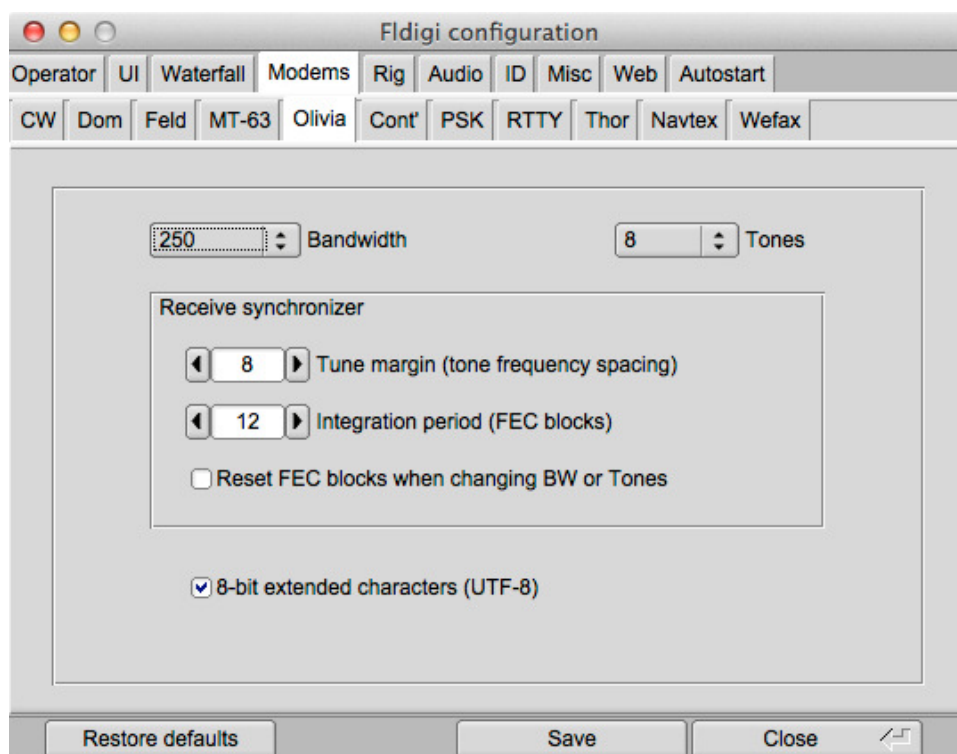 Fldigi configuration
Operator UI Waterfall Modems Rig Audio ID Misc Web Autostart
CW Dom Feld MT-63 Olivia Cont' PSK RTTY Thor Navtex Wefax
250 Bandwidth 8 Tones
Receive synchronizer
8 Tune margin (tone frequency spacing)
12 Integration period (FEC blocks)
Reset FEC blocks when changing BW or Tones
8-bit extended characters (UTF-8)
Restore defaults Save Close